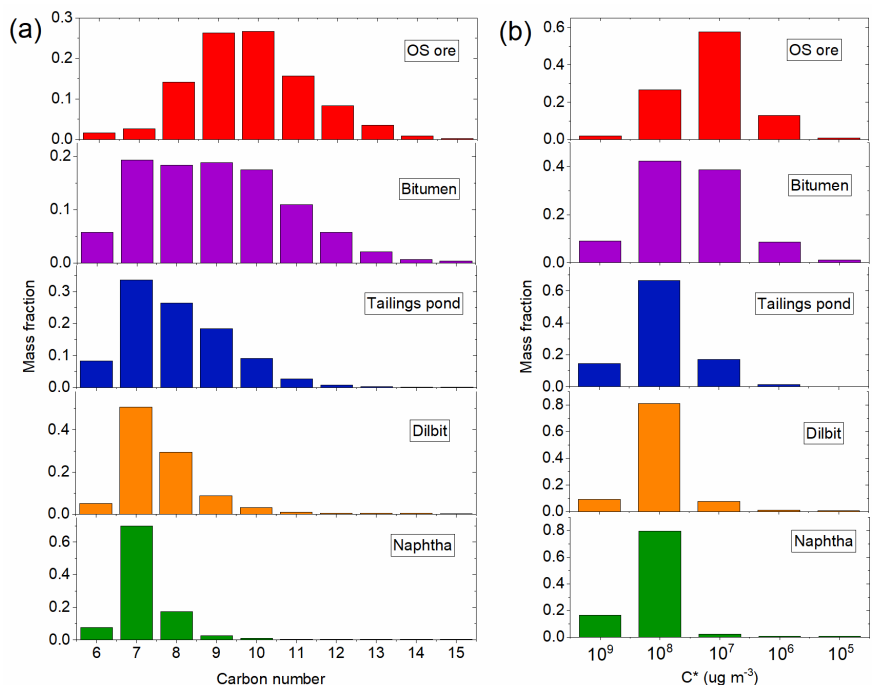 (a)
Mass fraction
0.3
0.2
0.1
0.0
OS ore
0.2
0.1
0.0
Bitumen
0.3
0.2
0.1
0.0
Tailings pond
0.4
0.2
0.0
Dilbit
0.6
0.4
0.2
0.0
Naphtha
6 7 8 9 10 11 12 13 14 15
Carbon number
(b)
Mass fraction
0.6
0.4
0.2
0.0
OS ore
0.4
0.2
0.0
Bitumen
0.6
0.4
0.2
0.0
Tailings pond
0.8
0.6
0.4
0.2
0.0
Dilbit
0.8
0.6
0.4
0.2
0.0
Naphtha
10⁹ 10⁸ 10⁷ 10⁶ 10⁵
C* (ug m⁻³)